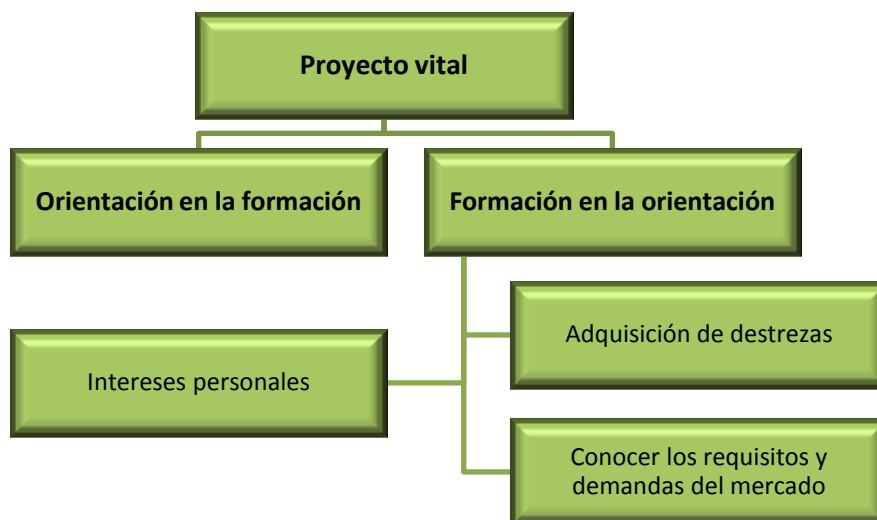 Proyecto vital
Orientación en la formación
Formación en la orientación
Adquisición de destrezas
Intereses personales
Conocer los requisitos y
demandas del mercado